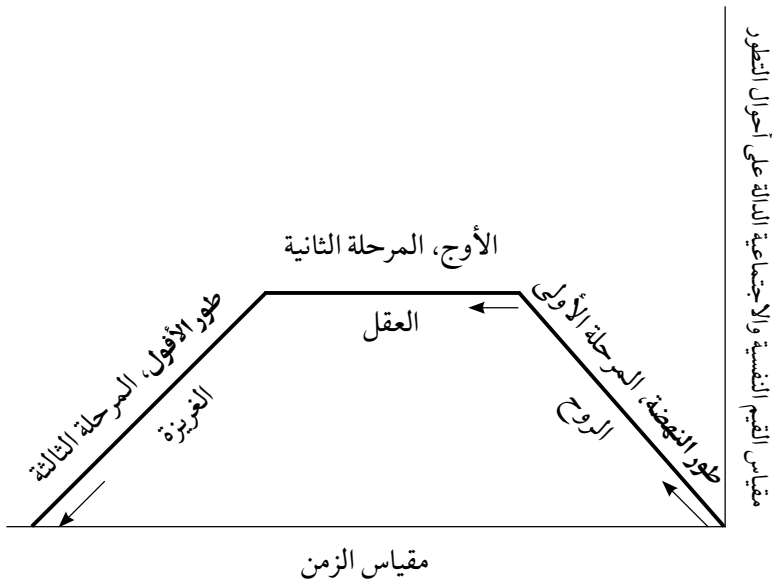 مقياس القيم النفسية والاجتماعية الدالة على أحوال التطور
الأوج، المرحلة الثانية
طور النهضة، المرحلة الأولى
الروح
العقل
طور الأفول، المرحلة الثالثة
الغريزة
مقياس الزمن